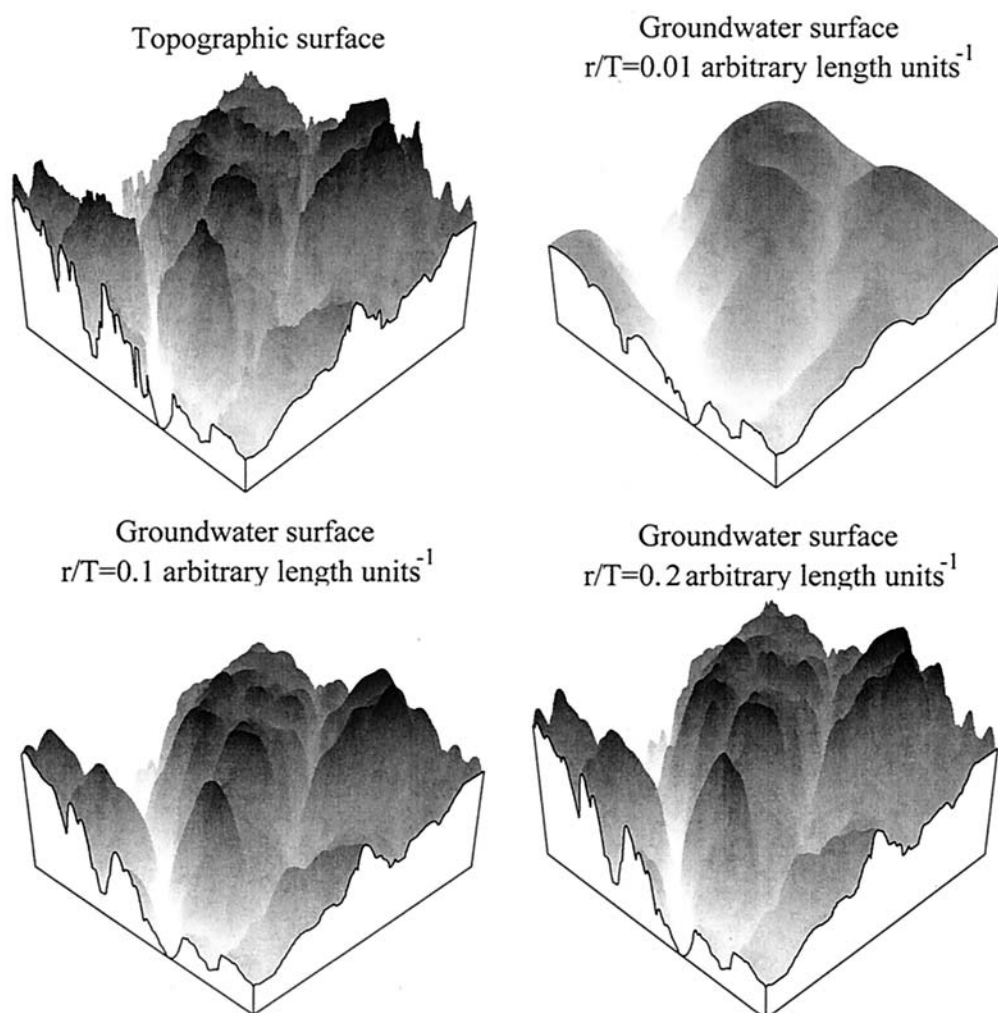 Topographic surface
Groundwater surface
r/T=0.01 arbitrary length units⁻¹
Groundwater surface
r/T=0.1 arbitrary length units⁻¹
Groundwater surface
r/T=0.2 arbitrary length units⁻¹